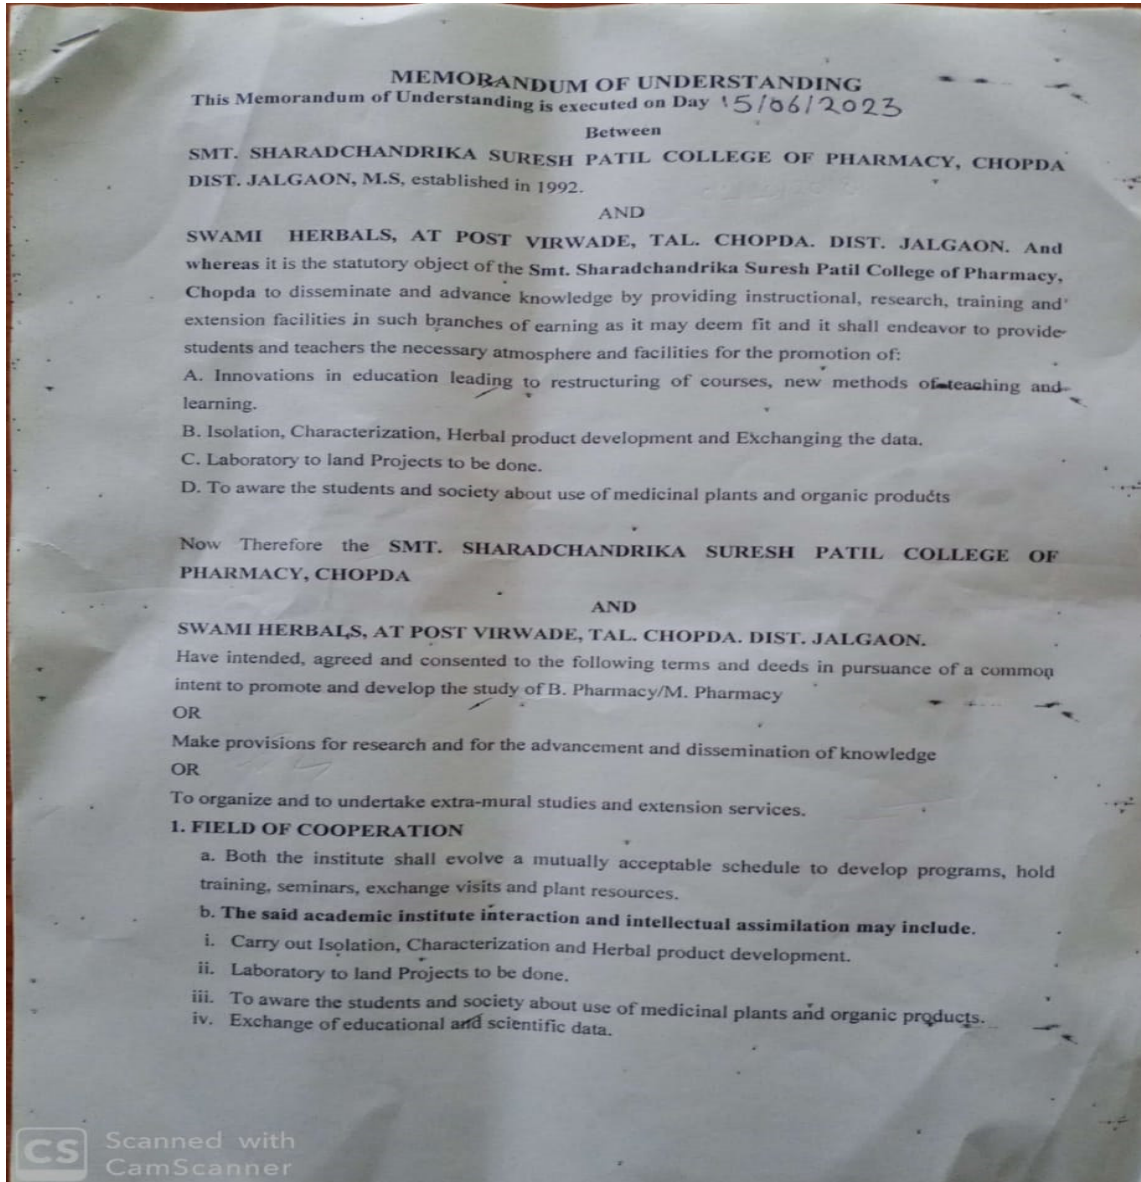 MEMORANDUM OF UNDERSTANDING
This Memorandum of Understanding is executed on Day 15/06/2023
Between
SMT. SHARADCHANDRIKA SURESH PATIL COLLEGE OF PHARMACY, CHOPDA
DIST. JALGAON, M.S, established in 1992.
AND
SWAMI HERBALS, AT POST VIRWADE, TAL. CHOPDA. DIST. JALGAON. And
whereas it is the statutory object of the Smt. Sharadchandrika Suresh Patil College of Pharmacy,
Chopda to disseminate and advance knowledge by providing instructional, research, training and
extension facilities in such branches of earning as it may deem fit and it shall endeavor to provide
students and teachers the necessary atmosphere and facilities for the promotion of:
A. Innovations in education leading to restructuring of courses, new methods of teaching and
learning.
B. Isolation, Characterization, Herbal product development and Exchanging the data.
C. Laboratory to land Projects to be done.
D. To aware the students and society about use of medicinal plants and organic products
Now Therefore the SMT. SHARADCHANDRIKA SURESH PATIL COLLEGE OF
PHARMACY, CHOPDA
AND
SWAMI HERBALS, AT POST VIRWADE, TAL. CHOPDA. DIST. JALGAON.
Have intended, agreed and consented to the following terms and deeds in pursuance of a common
intent to promote and develop the study of B. Pharmacy/M. Pharmacy
OR
Make provisions for research and for the advancement and dissemination of knowledge
OR
To organize and to undertake extra-mural studies and extension services.
1. FIELD OF COOPERATION
a. Both the institute shall evolve a mutually acceptable schedule to develop programs, hold
training, seminars, exchange visits and plant resources.
b. The said academic institute interaction and intellectual assimilation may include.
i. Carry out Isolation, Characterization and Herbal product development.
ii. Laboratory to land Projects to be done.
iii. To aware the students and society about use of medicinal plants and organic products.
iv. Exchange of educational and scientific data.
CS Scanned with
CamScanner